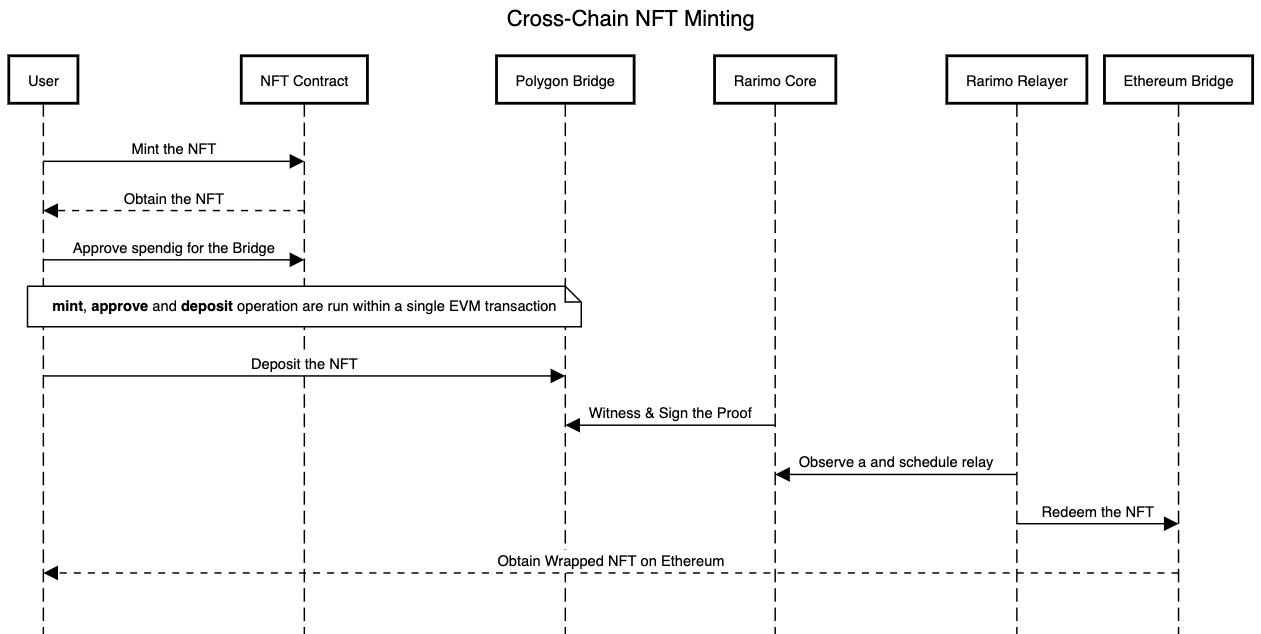 Cross-Chain NFT Minting
User
NFT Contract
Polygon Bridge
Rarimo Core
Rarimo Relayer
Ethereum Bridge
Mint the NFT
Obtain the NFT
Approve spendig for the Bridge
mint, approve and deposit operation are run within a single EVM transaction
Deposit the NFT
Witness & Sign the Proof
Observe a and schedule relay
Redeem the NFT
Obtain Wrapped NFT on Ethereum